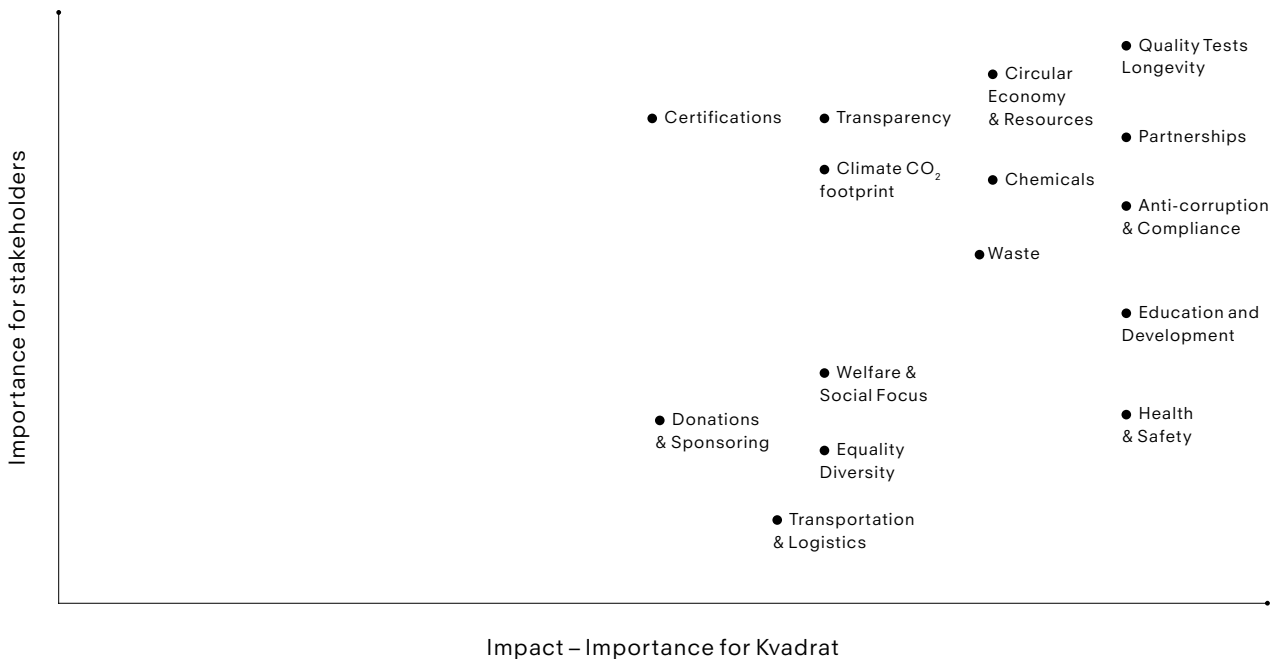 Quality Tests
Longevity
Circular
Economy
& Resources
Certifications
Transparency
Partnerships
Climate CO₂
footprint
Chemicals
Anti-corruption
& Compliance
Waste
Education and
Development
Welfare &
Social Focus
Donations
& Sponsoring
Health
& Safety
Equality
Diversity
Transportation
& Logistics
Importance for stakeholders
Impact – Importance for Kvadrat